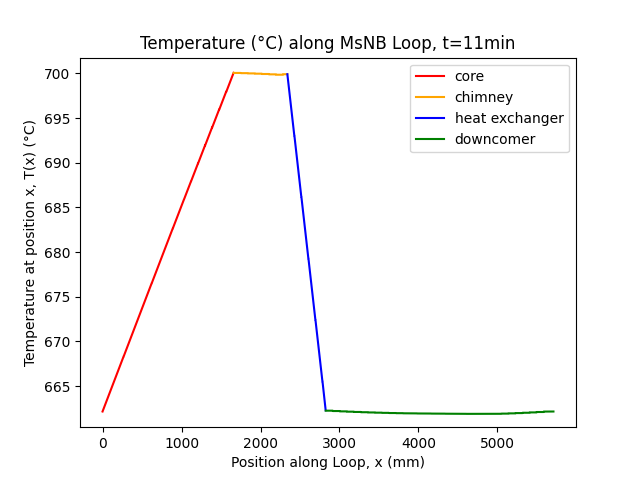 Temperature (°C) along MsNB Loop, t=11min
Temperature at position x, T(x) (°C)
700
695
690
685
680
675
670
665
0
1000
2000
3000
4000
5000
Position along Loop, x (mm)
core
chimney
heat exchanger
downcomer